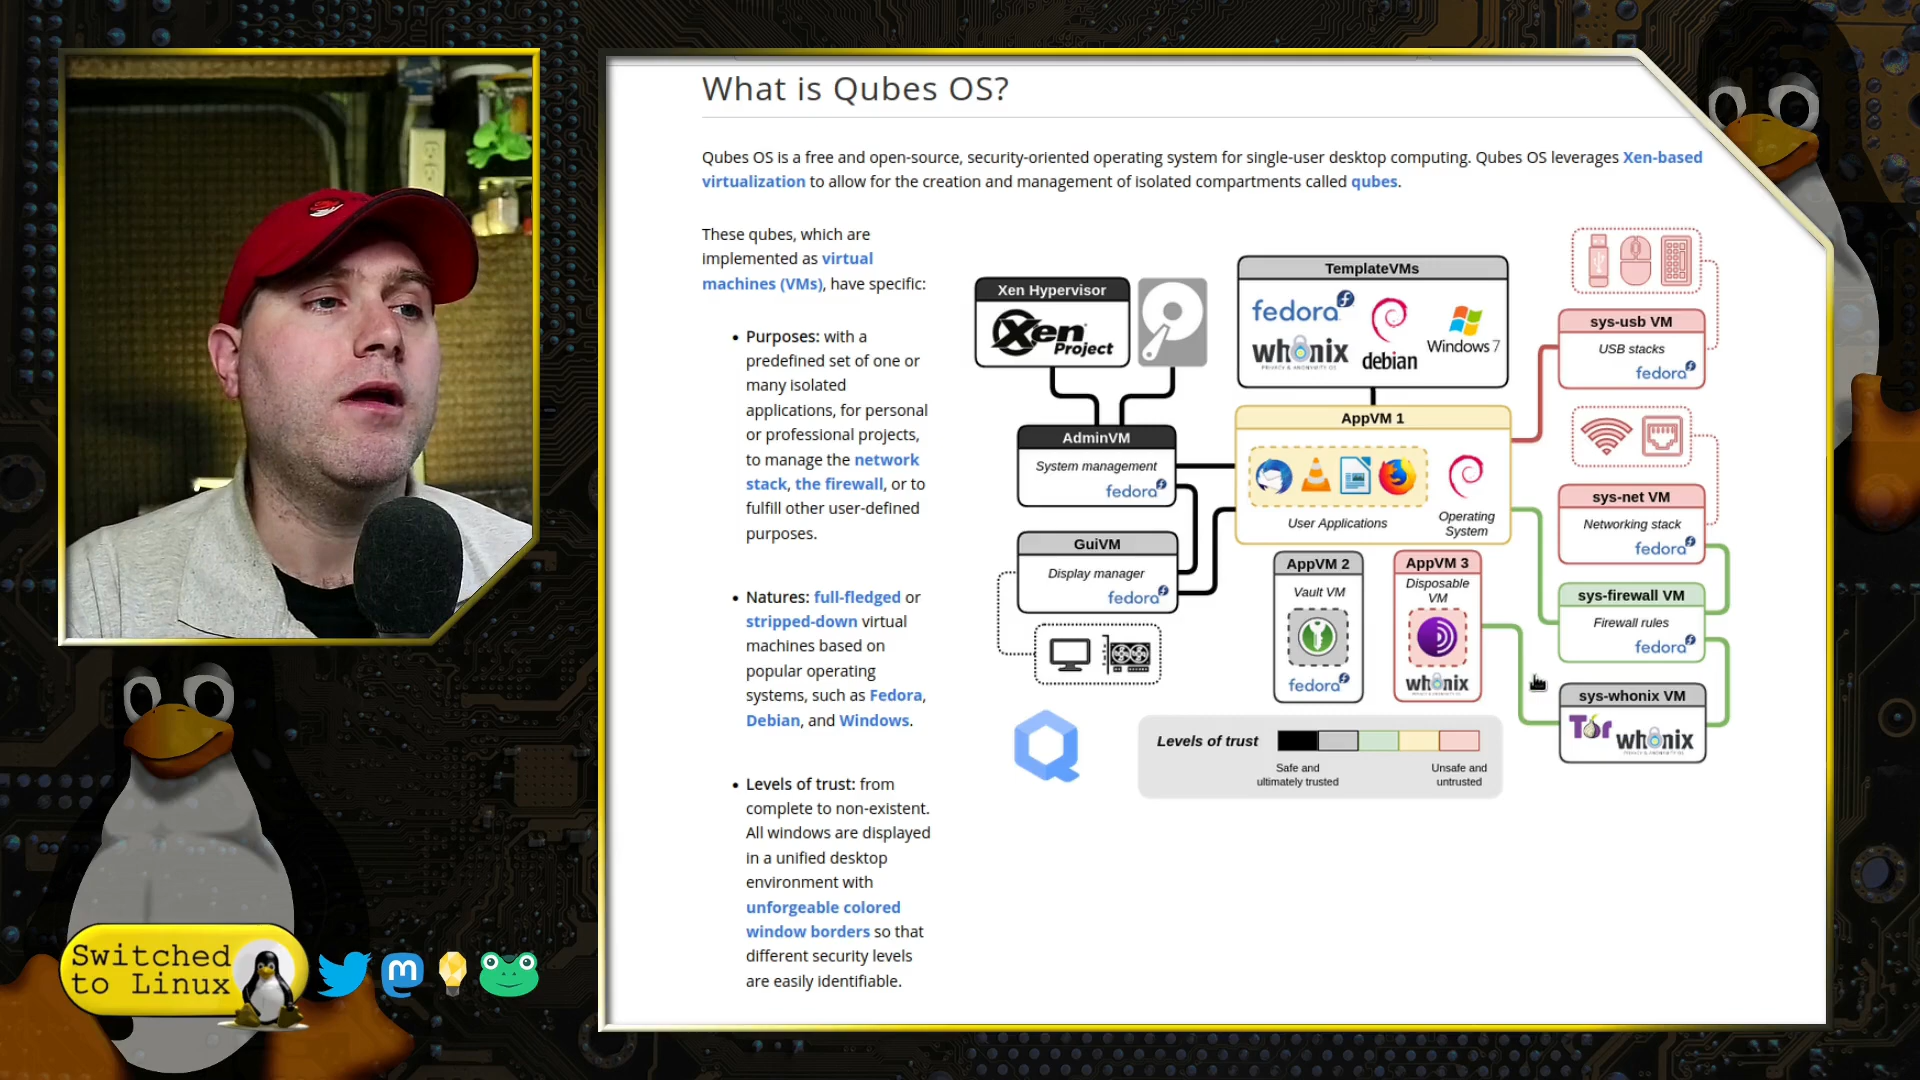 What is Qubes OS?
Qubes OS is a free and open-source, security-oriented operating system for single-user desktop computing. Qubes OS leverages Xen-based
virtualization to allow for the creation and management of isolated compartments called qubes.
These qubes, which are
implemented as virtual
machines (VMs), have specific:
• Purposes: with a
predefined set of one or
many isolated
applications, for personal
or professional projects,
to manage the network
stack, the firewall, or to
fulfill other user-defined
purposes.
• Natures: full-fledged or
stripped-down virtual
machines based on
popular operating
systems, such as Fedora,
Debian, and Windows.
• Levels of trust: from
complete to non-existent.
All windows are displayed
in a unified desktop
environment with
unforgeable colored
window borders so that
different security levels
are easily identifiable.
Xen Hypervisor
Xen
Project
AdminVM
System management
fedora
GuiVM
Display manager
fedora
TemplateVMs
fedora
whonix
debian
Windows 7
AppVM 1
User Applications
Operating
System
AppVM 2
Vault VM
fedora
AppVM 3
Disposable
VM
whonix
sys-usb VM
USB stacks
fedora
sys-net VM
Networking stack
fedora
sys-firewall VM
Firewall rules
fedora
sys-whonix VM
Tor
whonix
Levels of trust
Safe and
ultimately trusted
Unsafe and
untrusted
Switched
to Linux